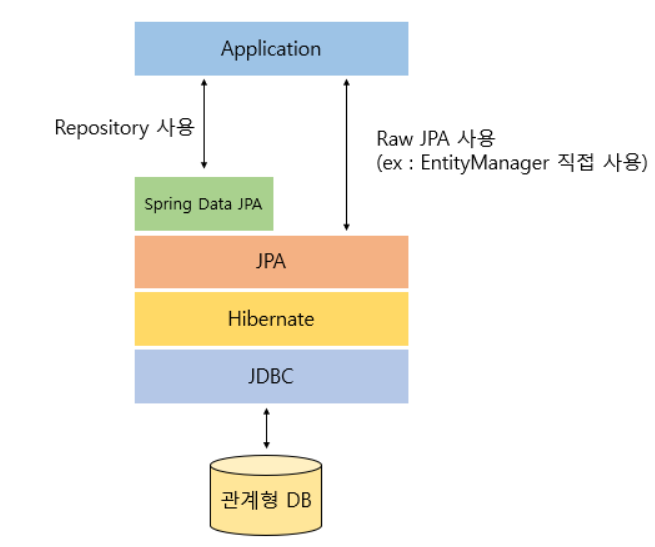 Application
Repository 사용
Raw JPA 사용
(ex : EntityManager 직접 사용)
Spring Data JPA
JPA
Hibernate
JDBC
관계형 DB